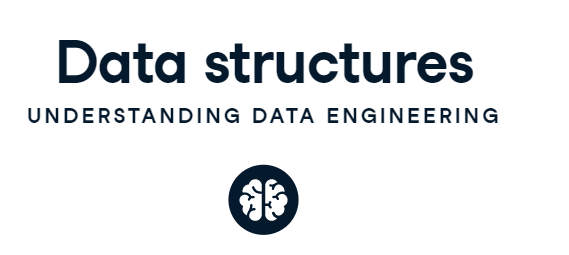 Data structures
UNDERSTANDING DATA ENGINEERING